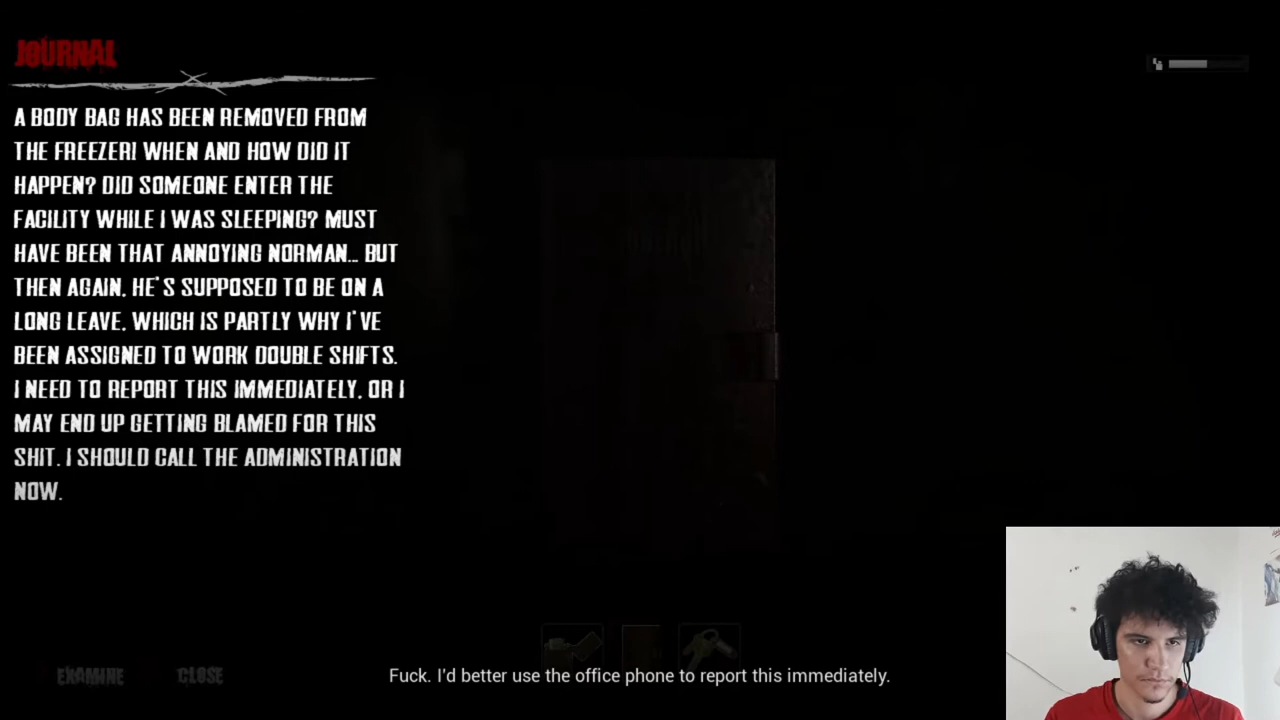 JOURNAL
A BODY BAG HAS BEEN REMOVED FROM
THE FREEZER! WHEN AND HOW DID IT
HAPPEN? DID SOMEONE ENTER THE
FACILITY WHILE I WAS SLEEPING? MUST
HAVE BEEN THAT ANNOYING NORMAN... BUT
THEN AGAIN, HE'S SUPPOSED TO BE ON A
LONG LEAVE, WHICH IS PARTLY WHY I'VE
BEEN ASSIGNED TO WORK DOUBLE SHIFTS.
I NEED TO REPORT THIS IMMEDIATELY, OR I
MAY END UP GETTING BLAMED FOR THIS
SHIT. I SHOULD CALL THE ADMINISTRATION
NOW.
EXAMINE CLOSE
Fuck. I'd better use the office phone to report this immediately.